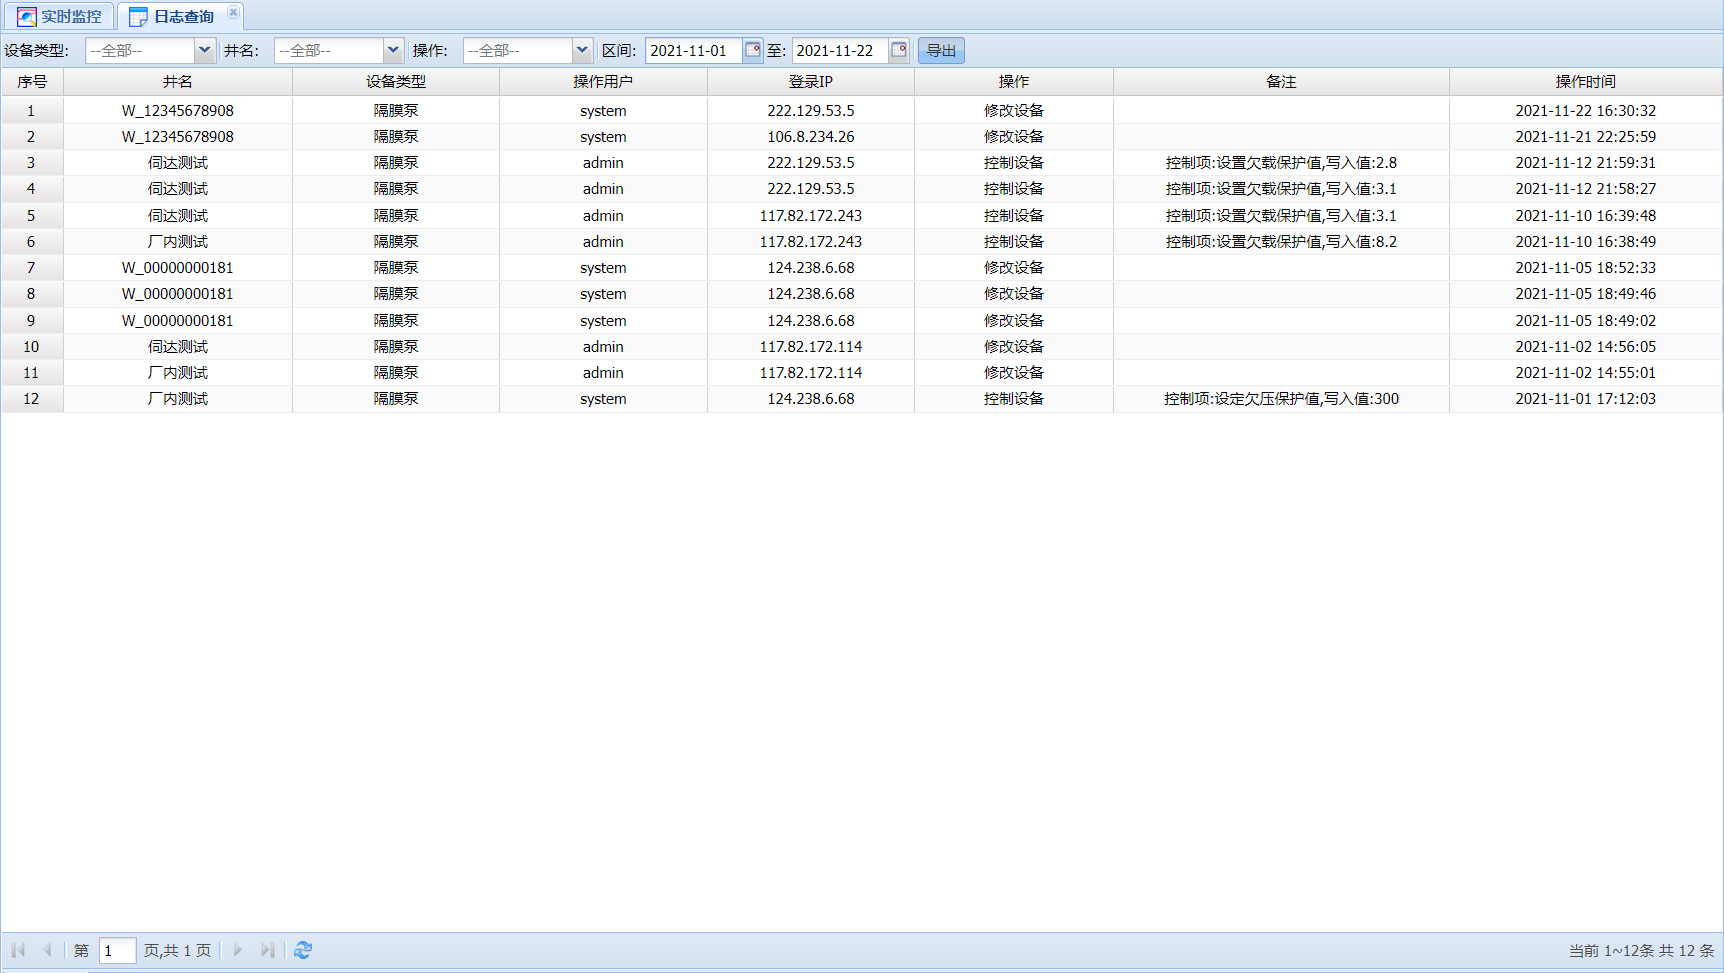 实时监控 日志查询
设备类型: --全部-- 井名: --全部-- 操作: --全部-- 区间: 2021-11-01 至: 2021-11-22 导出
序号 井名 设备类型 操作用户 登录IP 操作 备注 操作时间
1 W_12345678908 隔膜泵 system 222.129.53.5 修改设备 2021-11-22 16:30:32
2 W_12345678908 隔膜泵 system 106.8.234.26 修改设备 2021-11-21 22:25:59
3 伺达测试 隔膜泵 admin 222.129.53.5 控制设备 控制项:设置欠载保护值,写入值:2.8 2021-11-12 21:59:31
4 伺达测试 隔膜泵 admin 222.129.53.5 控制设备 控制项:设置欠载保护值,写入值:3.1 2021-11-12 21:58:27
5 伺达测试 隔膜泵 admin 117.82.172.243 控制设备 控制项:设置欠载保护值,写入值:3.1 2021-11-10 16:39:48
6 厂内测试 隔膜泵 admin 117.82.172.243 控制设备 控制项:设置欠载保护值,写入值:8.2 2021-11-10 16:38:49
7 W_00000000181 隔膜泵 system 124.238.6.68 修改设备 2021-11-05 18:52:33
8 W_00000000181 隔膜泵 system 124.238.6.68 修改设备 2021-11-05 18:49:46
9 W_00000000181 隔膜泵 system 124.238.6.68 修改设备 2021-11-05 18:49:02
10 伺达测试 隔膜泵 admin 117.82.172.114 修改设备 2021-11-02 14:56:05
11 厂内测试 隔膜泵 admin 117.82.172.114 修改设备 2021-11-02 14:55:01
12 厂内测试 隔膜泵 system 124.238.6.68 控制设备 控制项:设定欠压保护值,写入值:300 2021-11-01 17:12:03
第 1 页,共 1 页 当前 1~12条 共 12 条